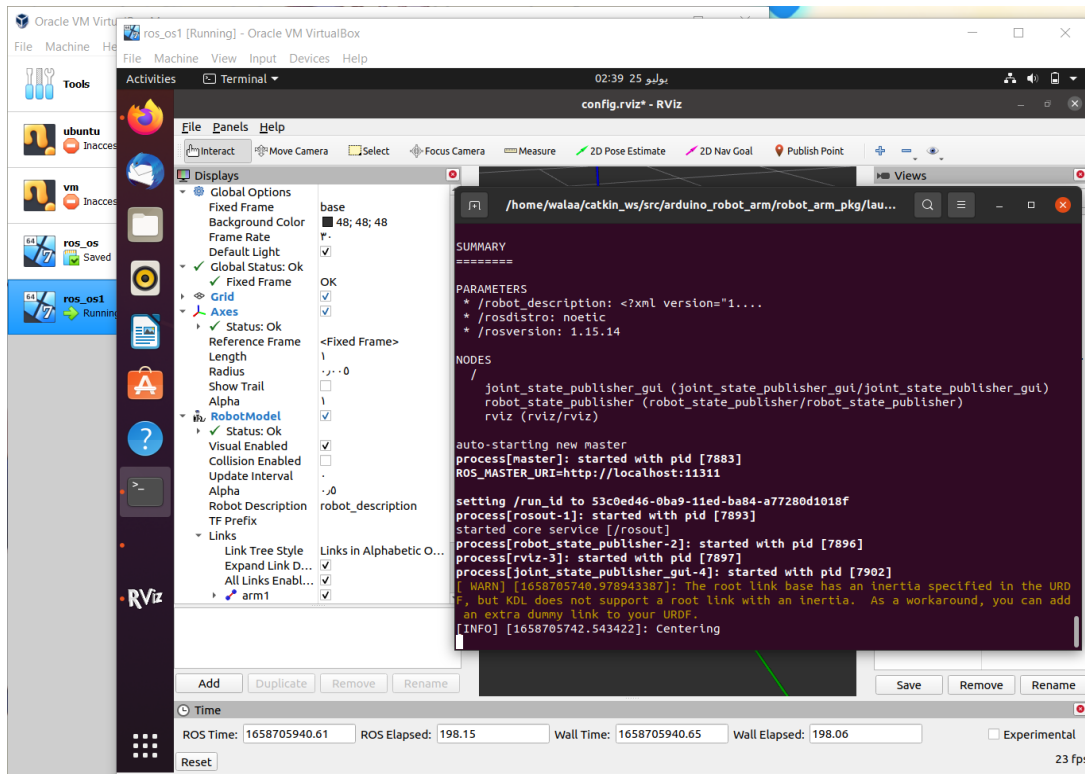 Oracle VM Virtu
File Machine He
Tools
ubuntu
Inacces
vm
Inacces
64
ros_os
Saved
64
ros_os1
Running
ros_os1 [Running] - Oracle VM VirtualBox
File Machine View Input Devices Help
Activities Terminal
02:39 25 يوليو
config.rviz* - RViz
File Panels Help
Interact Move Camera Select Focus Camera Measure 2D Pose Estimate 2D Nav Goal Publish Point
Displays
Global Options
Fixed Frame base
Background Color 48; 48; 48
Frame Rate ٣٠
Default Light
Global Status: Ok
Fixed Frame OK
Grid
Axes
Status: Ok
Reference Frame <Fixed Frame>
Length ١
Radius ٠٫٠٥
Show Trail
Alpha ١
RobotModel
Status: Ok
Visual Enabled
Collision Enabled
Update Interval ٠
Alpha ٠٫٥
Robot Description robot_description
TF Prefix
Links
Link Tree Style Links in Alphabetic O...
Expand Link D...
All Links Enabl...
arm1
Add Duplicate Remove Rename
Views
/home/walaa/catkin_ws/src/arduino_robot_arm/robot_arm_pkg/lau...
SUMMARY
========
PARAMETERS
* /robot_description: <?xml version="1....
* /rosdistro: noetic
* /rosversion: 1.15.14
NODES
/
joint_state_publisher_gui (joint_state_publisher_gui/joint_state_publisher_gui)
robot_state_publisher (robot_state_publisher/robot_state_publisher)
rviz (rviz/rviz)
auto-starting new master
process[master]: started with pid [7883]
ROS_MASTER_URI=http://localhost:11311
setting /run_id to 53c0ed46-0ba9-11ed-ba84-a77280d1018f
process[rosout-1]: started with pid [7893]
started core service [/rosout]
process[robot_state_publisher-2]: started with pid [7896]
process[rviz-3]: started with pid [7897]
process[joint_state_publisher_gui-4]: started with pid [7902]
[ WARN] [1658705740.978943387]: The root link base has an inertia specified in the URD
F, but KDL does not support a root link with an inertia.  As a workaround, you can add
an extra dummy link to your URDF.
[INFO] [1658705742.543422]: Centering
Save Remove Rename
RViz
Time
ROS Time: 1658705940.61 ROS Elapsed: 198.15 Wall Time: 1658705940.65 Wall Elapsed: 198.06 Experimental
Reset 23 fps